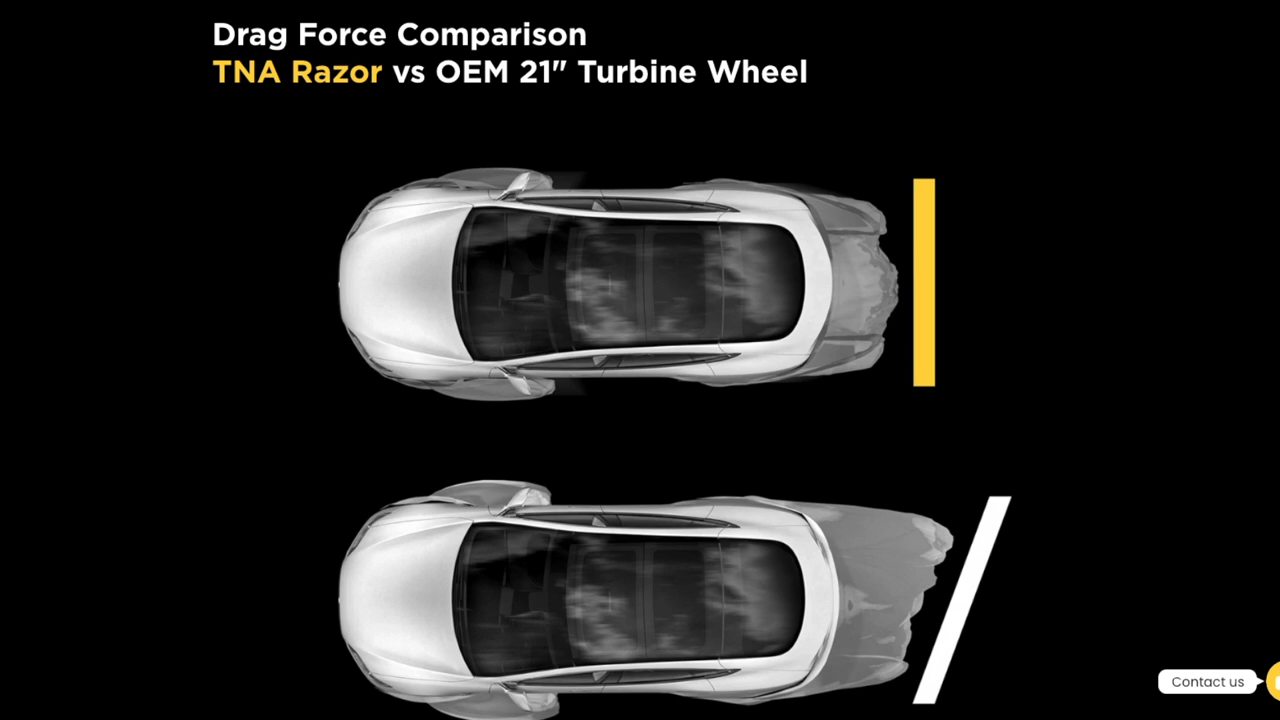 Drag Force Comparison
TNA Razor vs OEM 21" Turbine Wheel
Contact us